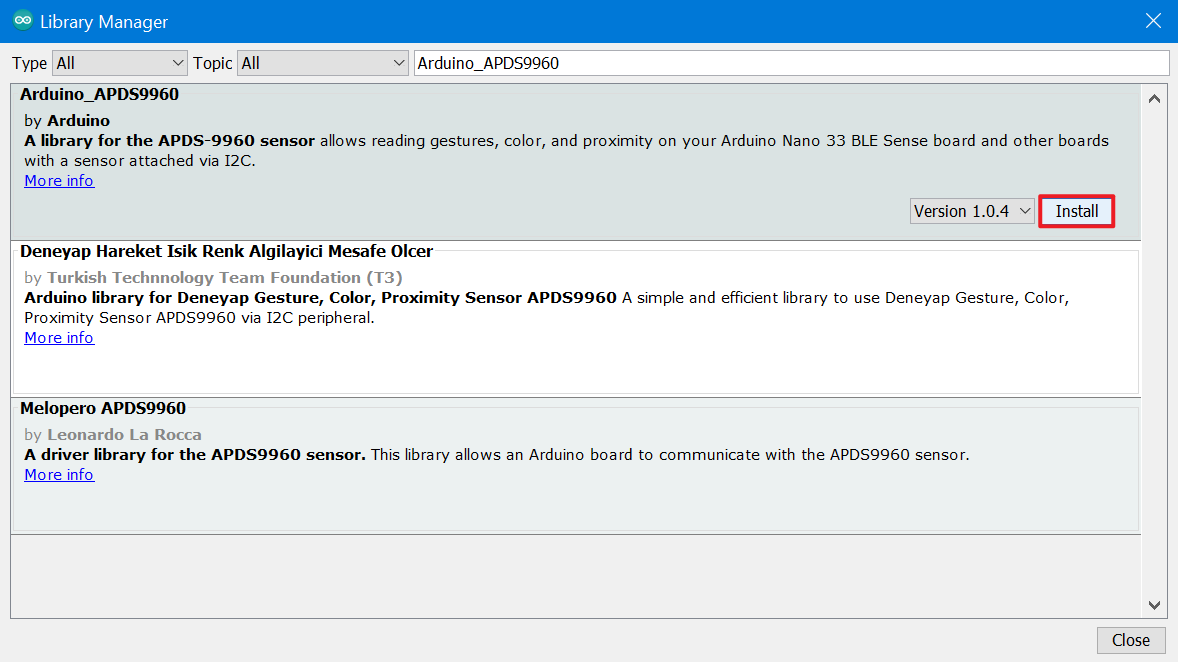 Library Manager
Type All Topic All Arduino_APDS9960
Arduino_APDS9960
by Arduino
A library for the APDS-9960 sensor allows reading gestures, color, and proximity on your Arduino Nano 33 BLE Sense board and other boards
with a sensor attached via I2C.
More info
Version 1.0.4 Install
Deneyap Hareket Isik Renk Algilayici Mesafe Olcer
by Turkish Technnology Team Foundation (T3)
Arduino library for Deneyap Gesture, Color, Proximity Sensor APDS9960 A simple and efficient library to use Deneyap Gesture, Color,
Proximity Sensor APDS9960 via I2C peripheral.
More info
Melopero APDS9960
by Leonardo La Rocca
A driver library for the APDS9960 sensor. This library allows an Arduino board to communicate with the APDS9960 sensor.
More info
Close